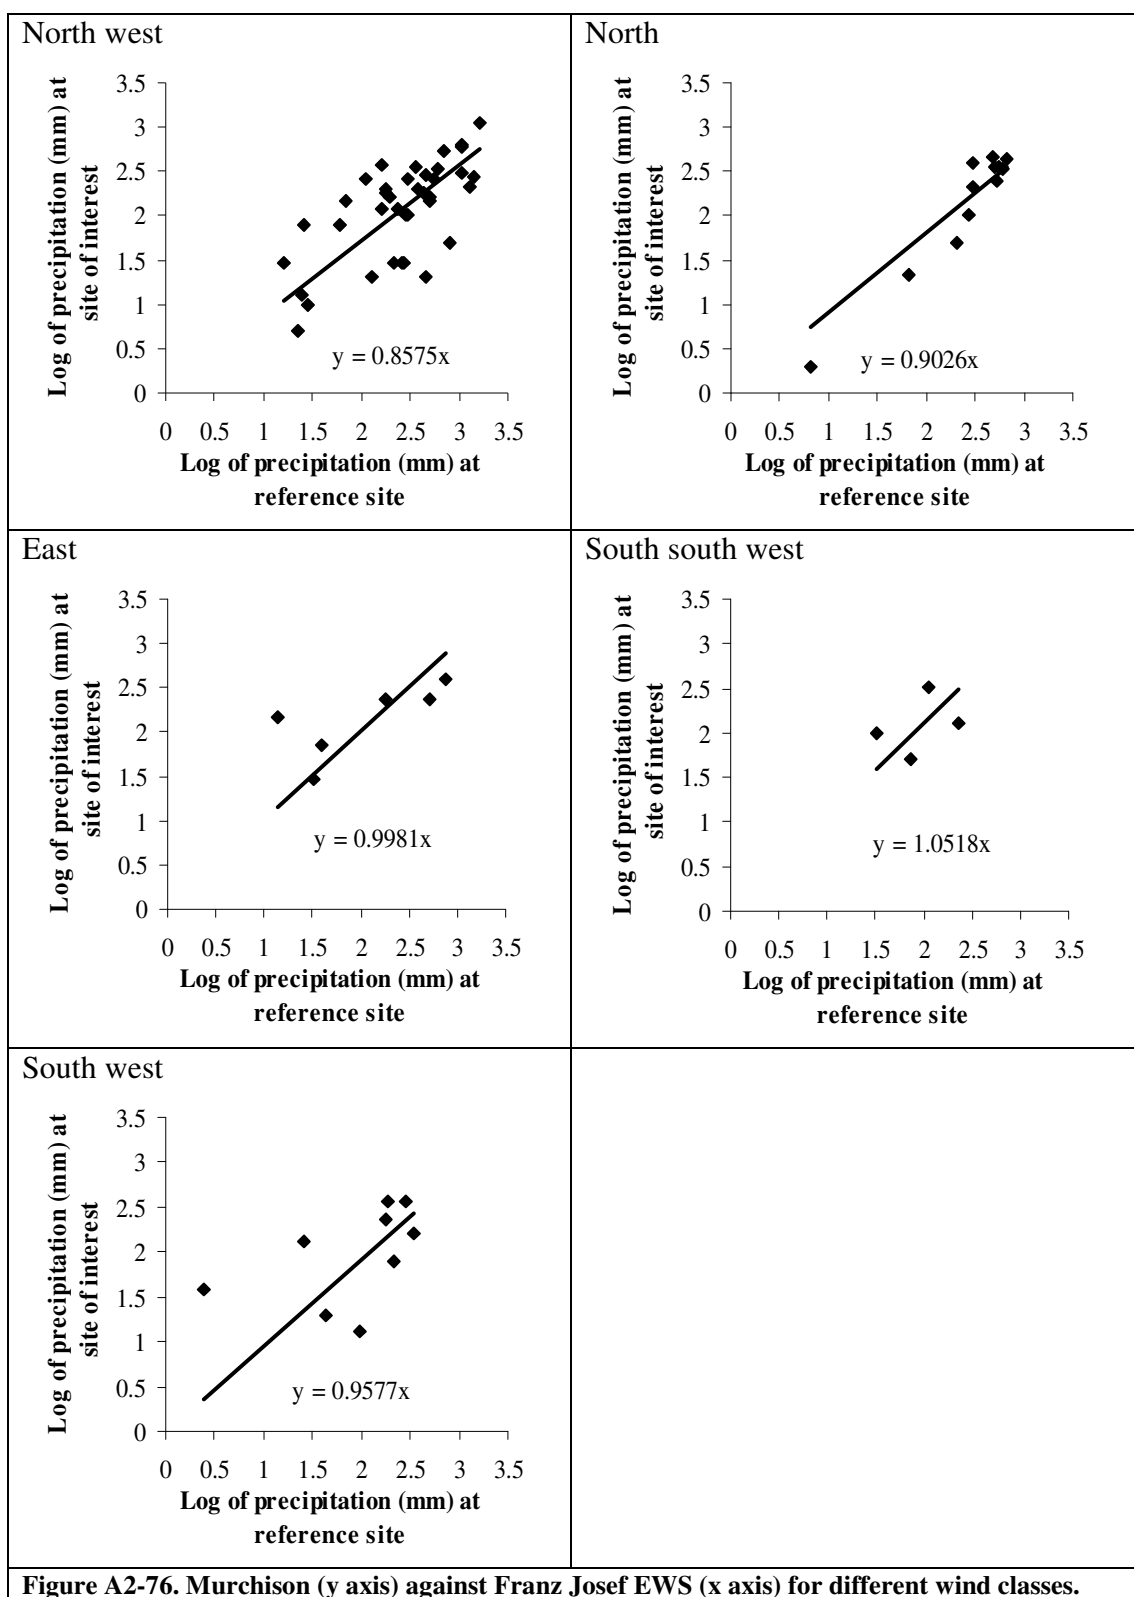 North west
Log of precipitation (mm) at
site of interest
3.5
3
2.5
2
1.5
1
0.5
0
y = 0.8575x
0 0.5 1 1.5 2 2.5 3 3.5
Log of precipitation (mm) at
reference site
North
Log of precipitation (mm) at
site of interest
3.5
3
2.5
2
1.5
1
0.5
0
y = 0.9026x
0 0.5 1 1.5 2 2.5 3 3.5
Log of precipitation (mm) at
reference site
East
Log of precipitation (mm) at
site of interest
3.5
3
2.5
2
1.5
1
0.5
0
y = 0.9981x
0 0.5 1 1.5 2 2.5 3 3.5
Log of precipitation (mm) at
reference site
South south west
Log of precipitation (mm) at
site of interest
3.5
3
2.5
2
1.5
1
0.5
0
y = 1.0518x
0 0.5 1 1.5 2 2.5 3 3.5
Log of precipitation (mm) at
reference site
South west
Log of precipitation (mm) at
site of interest
3.5
3
2.5
2
1.5
1
0.5
0
y = 0.9577x
0 0.5 1 1.5 2 2.5 3 3.5
Log of precipitation (mm) at
reference site
Figure A2-76. Murchison (y axis) against Franz Josef EWS (x axis) for different wind classes.